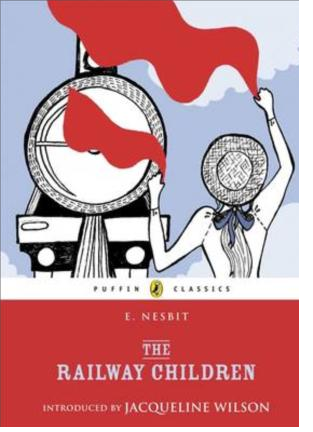 PUFFIN CLASSICS
E. NESBIT
THE
RAILWAY CHILDREN
INTRODUCED BY JACQUELINE WILSON